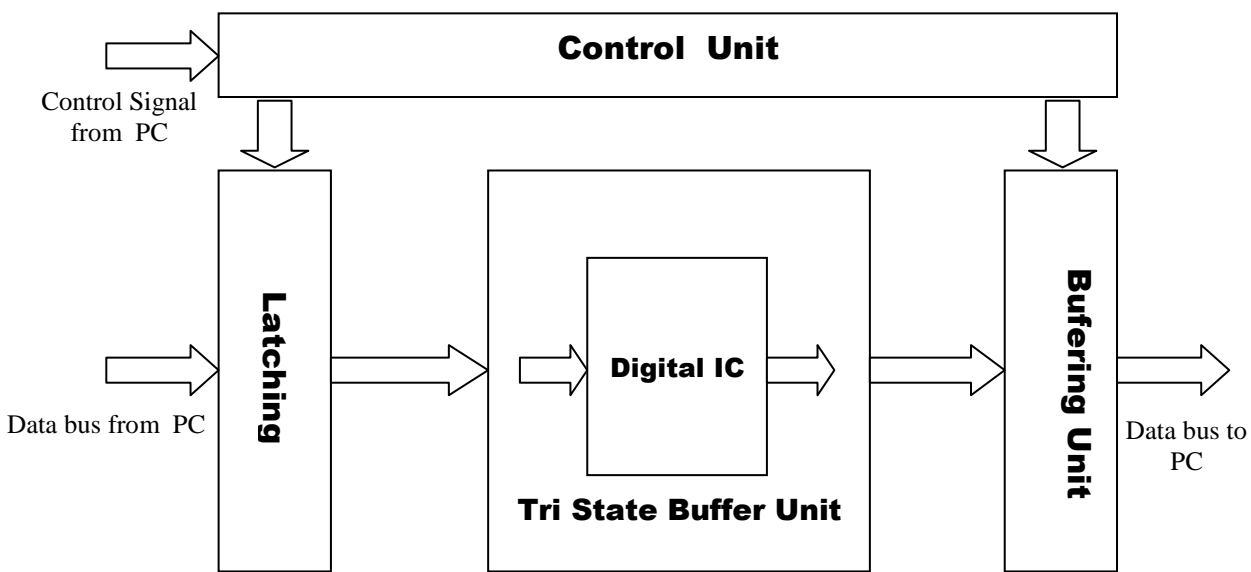 Control Unit
Control Signal
from PC
Latching
Digital IC
Tri State Buffer Unit
Bufering Unit
Data bus from PC
Data bus to
PC